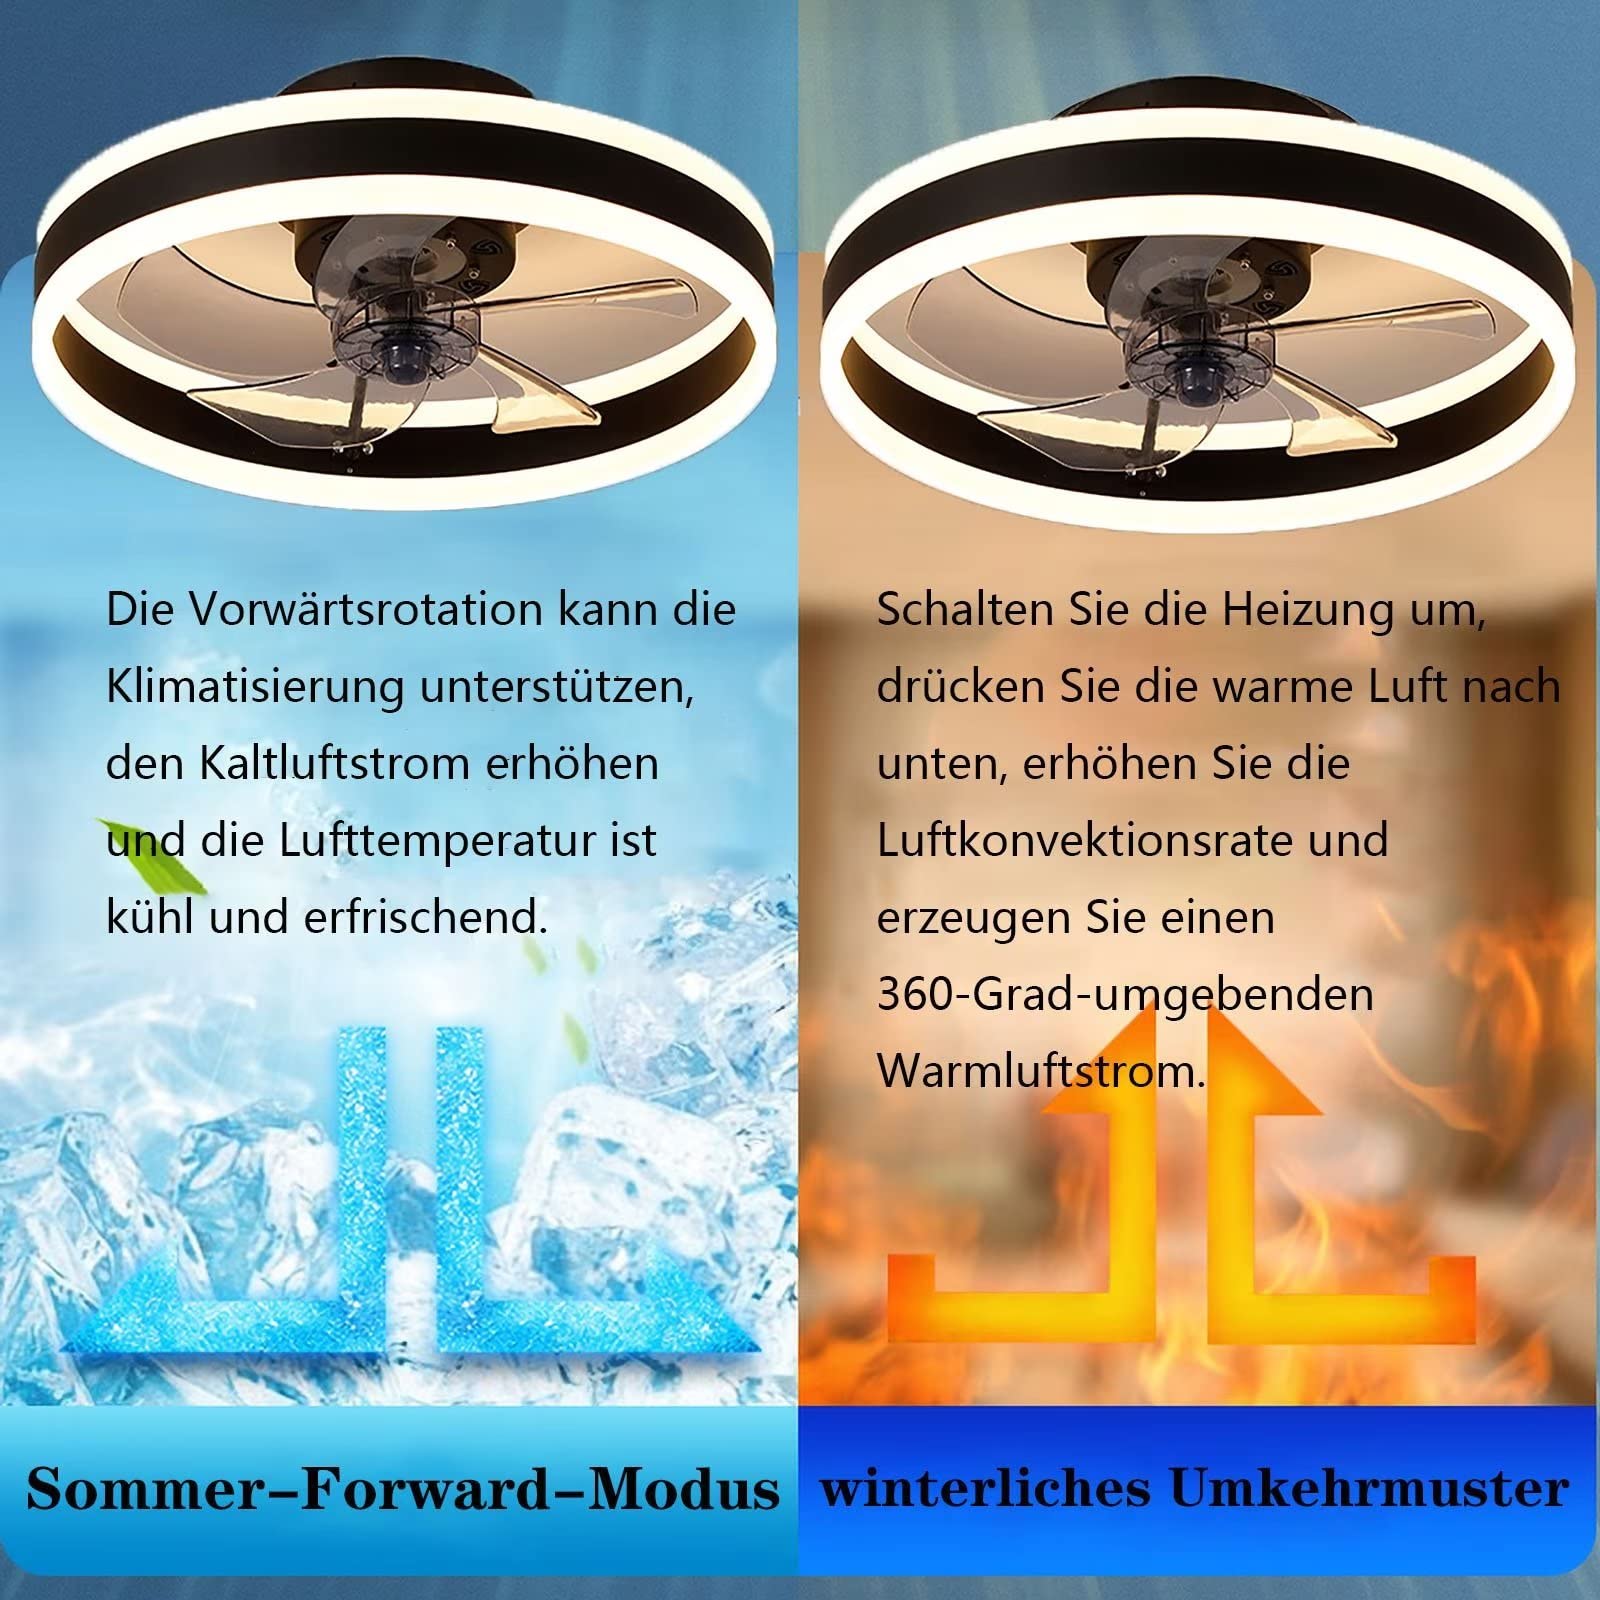 Die Vorwärtsrotation kann die
Klimatisierung unterstützen,
den Kaltluftstrom erhöhen
und die Lufttemperatur ist
kühl und erfrischend.
Schalten Sie die Heizung um,
drücken Sie die warme Luft nach
unten, erhöhen Sie die
Luftkonvektionsrate und
erzeugen Sie einen
360-Grad-umgebenden
Warmluftstrom.
Sommer-Forward-Modus
winterliches Umkehrmuster